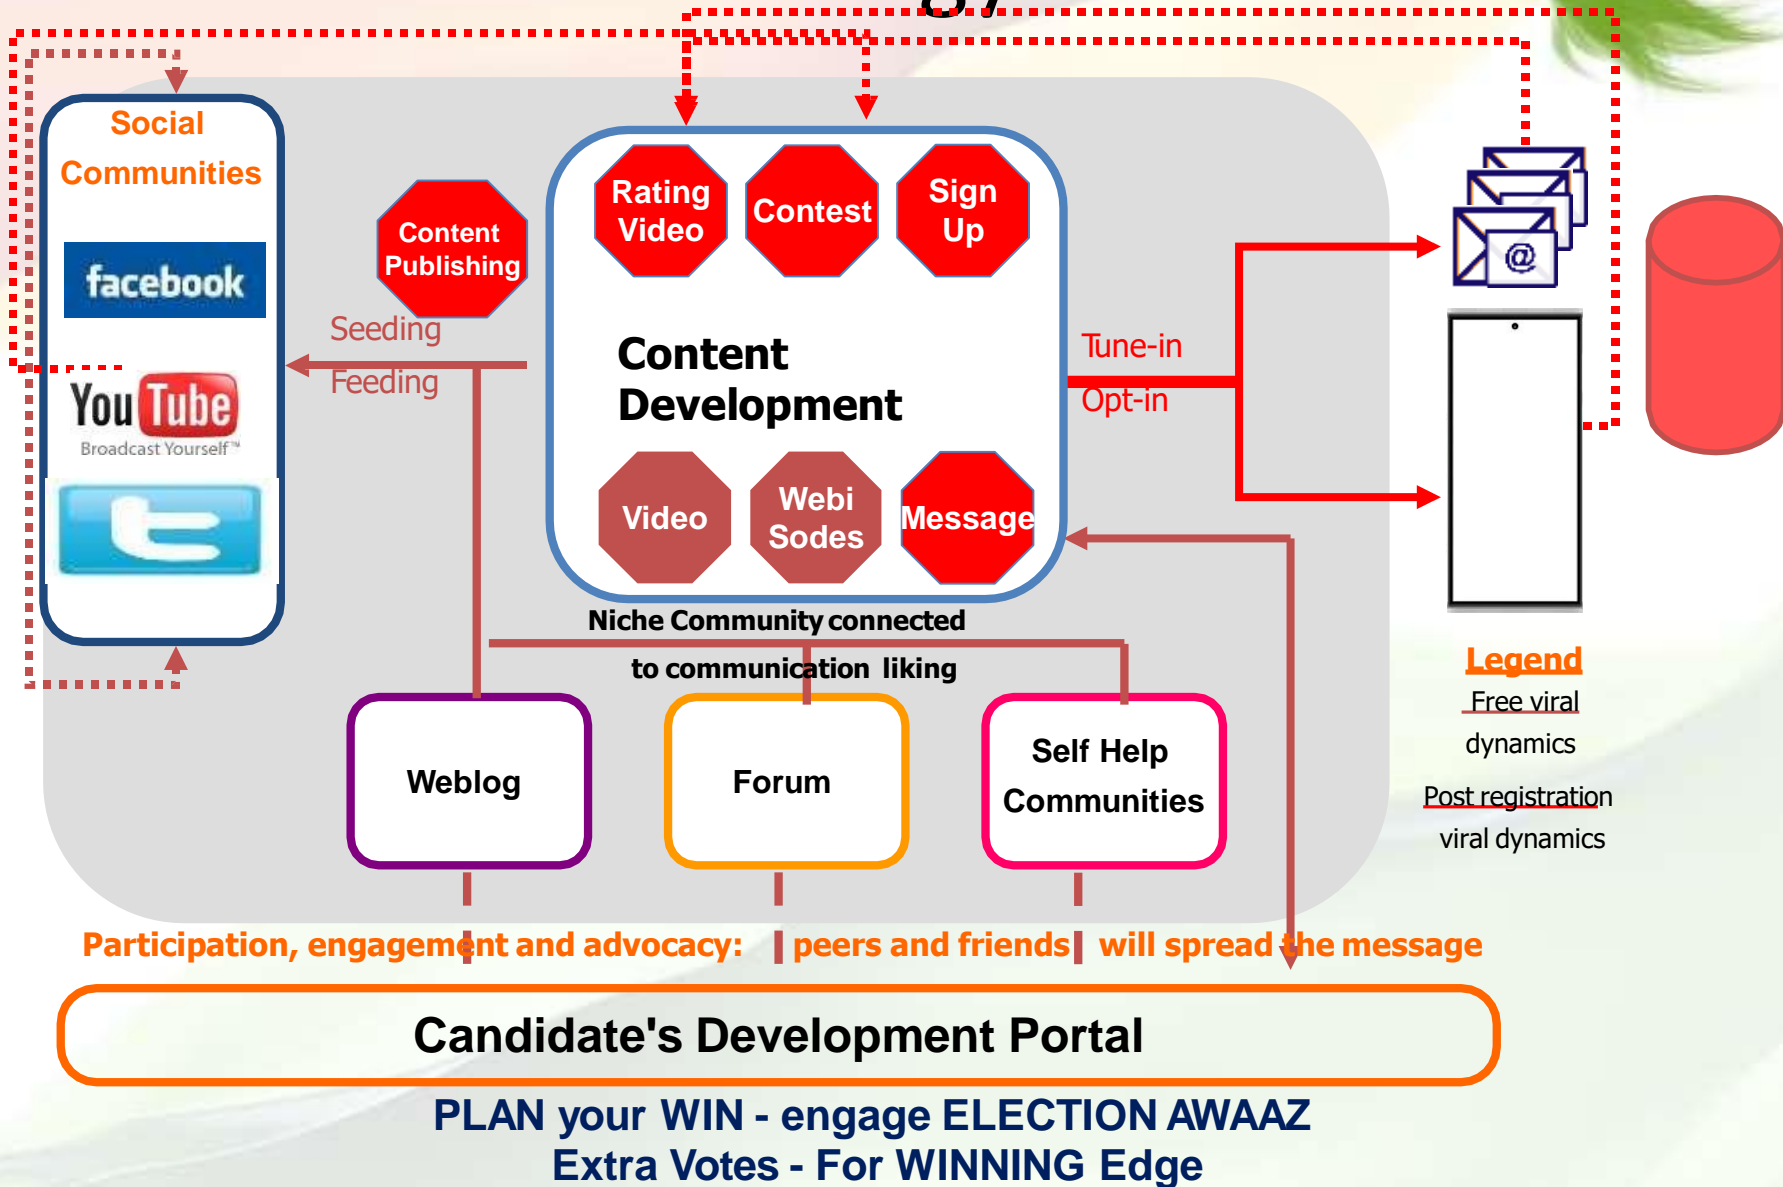 Social
Communities
facebook
You Tube
Broadcast Yourself™
t
Content
Publishing
Seeding
Feeding
Rating
Video
Contest
Sign
Up
Content
Development
Video
Webi
Sodes
Message
Tune-in
Opt-in
@
Niche Community connected
to communication liking
Weblog
Forum
Self Help
Communities
Legend
Free viral
dynamics
Post registration
viral dynamics
Participation, engagement and advocacy: peers and friends will spread the message
Candidate's Development Portal
PLAN your WIN - engage ELECTION AWAAZ
Extra Votes - For WINNING Edge